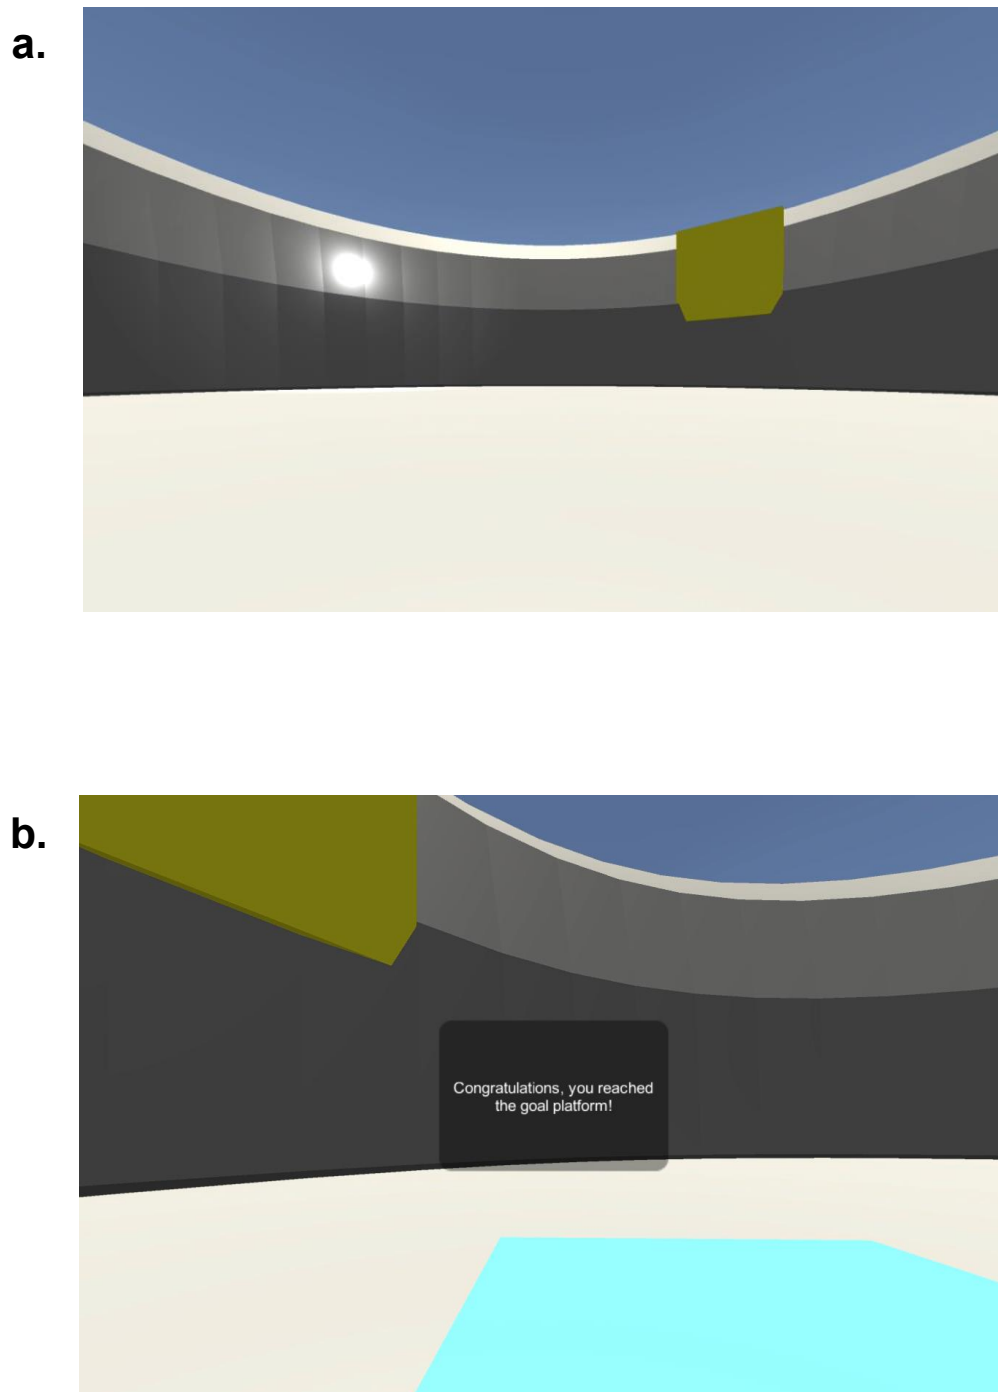 a.
b.
Congratulations, you reached
the goal platform!